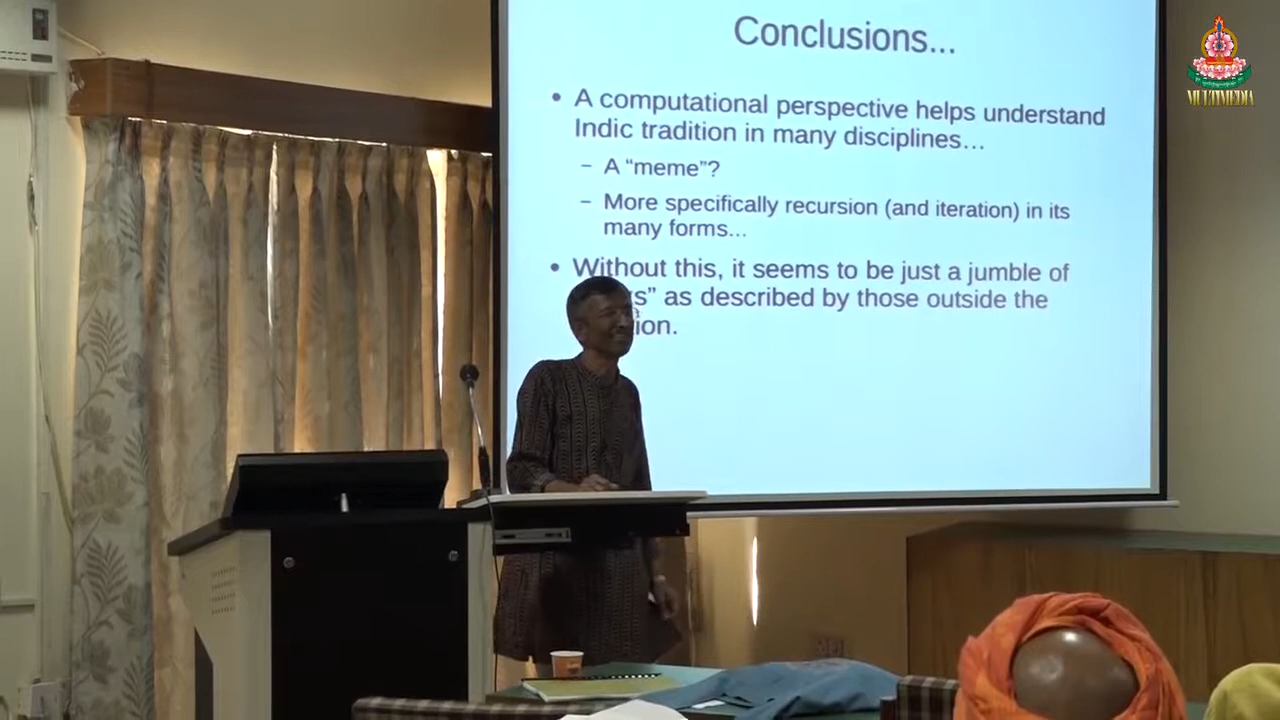 Conclusions...
• A computational perspective helps understand
Indic tradition in many disciplines...
– A “meme”?
– More specifically recursion (and iteration) in its
many forms...
• Without this, it seems to be just a jumble of
as described by those outside the
MULTIMEDIA